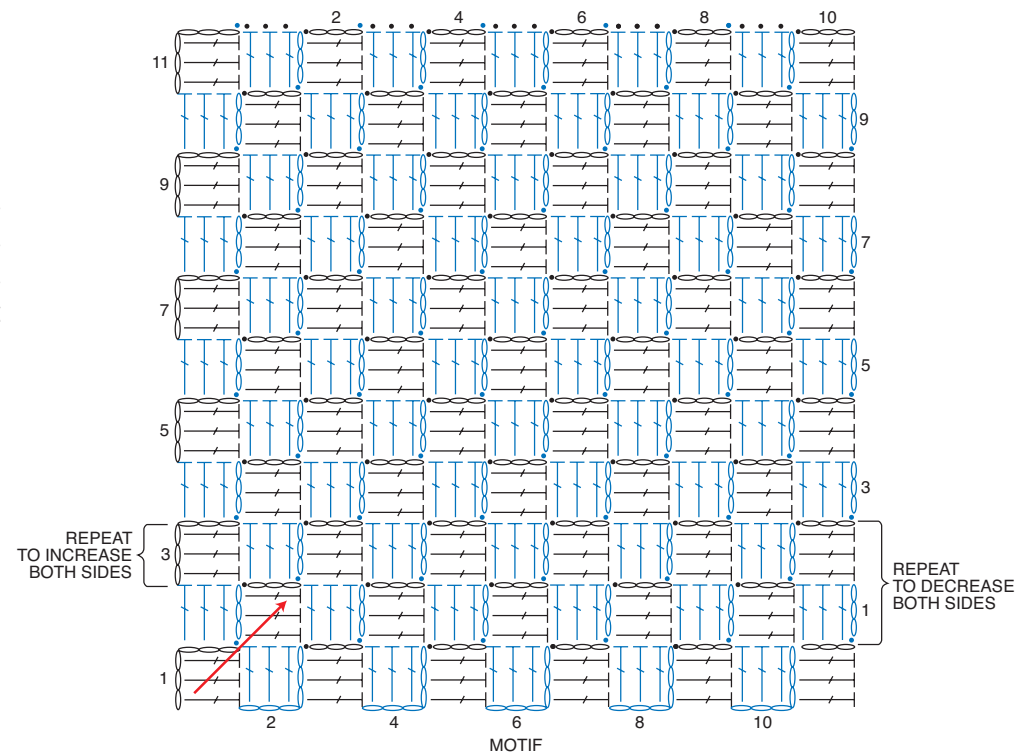 2 4 6 8 10
11
9
9
7
7
5
5
3
REPEAT
TO INCREASE
BOTH SIDES
3
REPEAT
TO DECREASE
BOTH SIDES
1
1
2 4 6 8 10
MOTIF